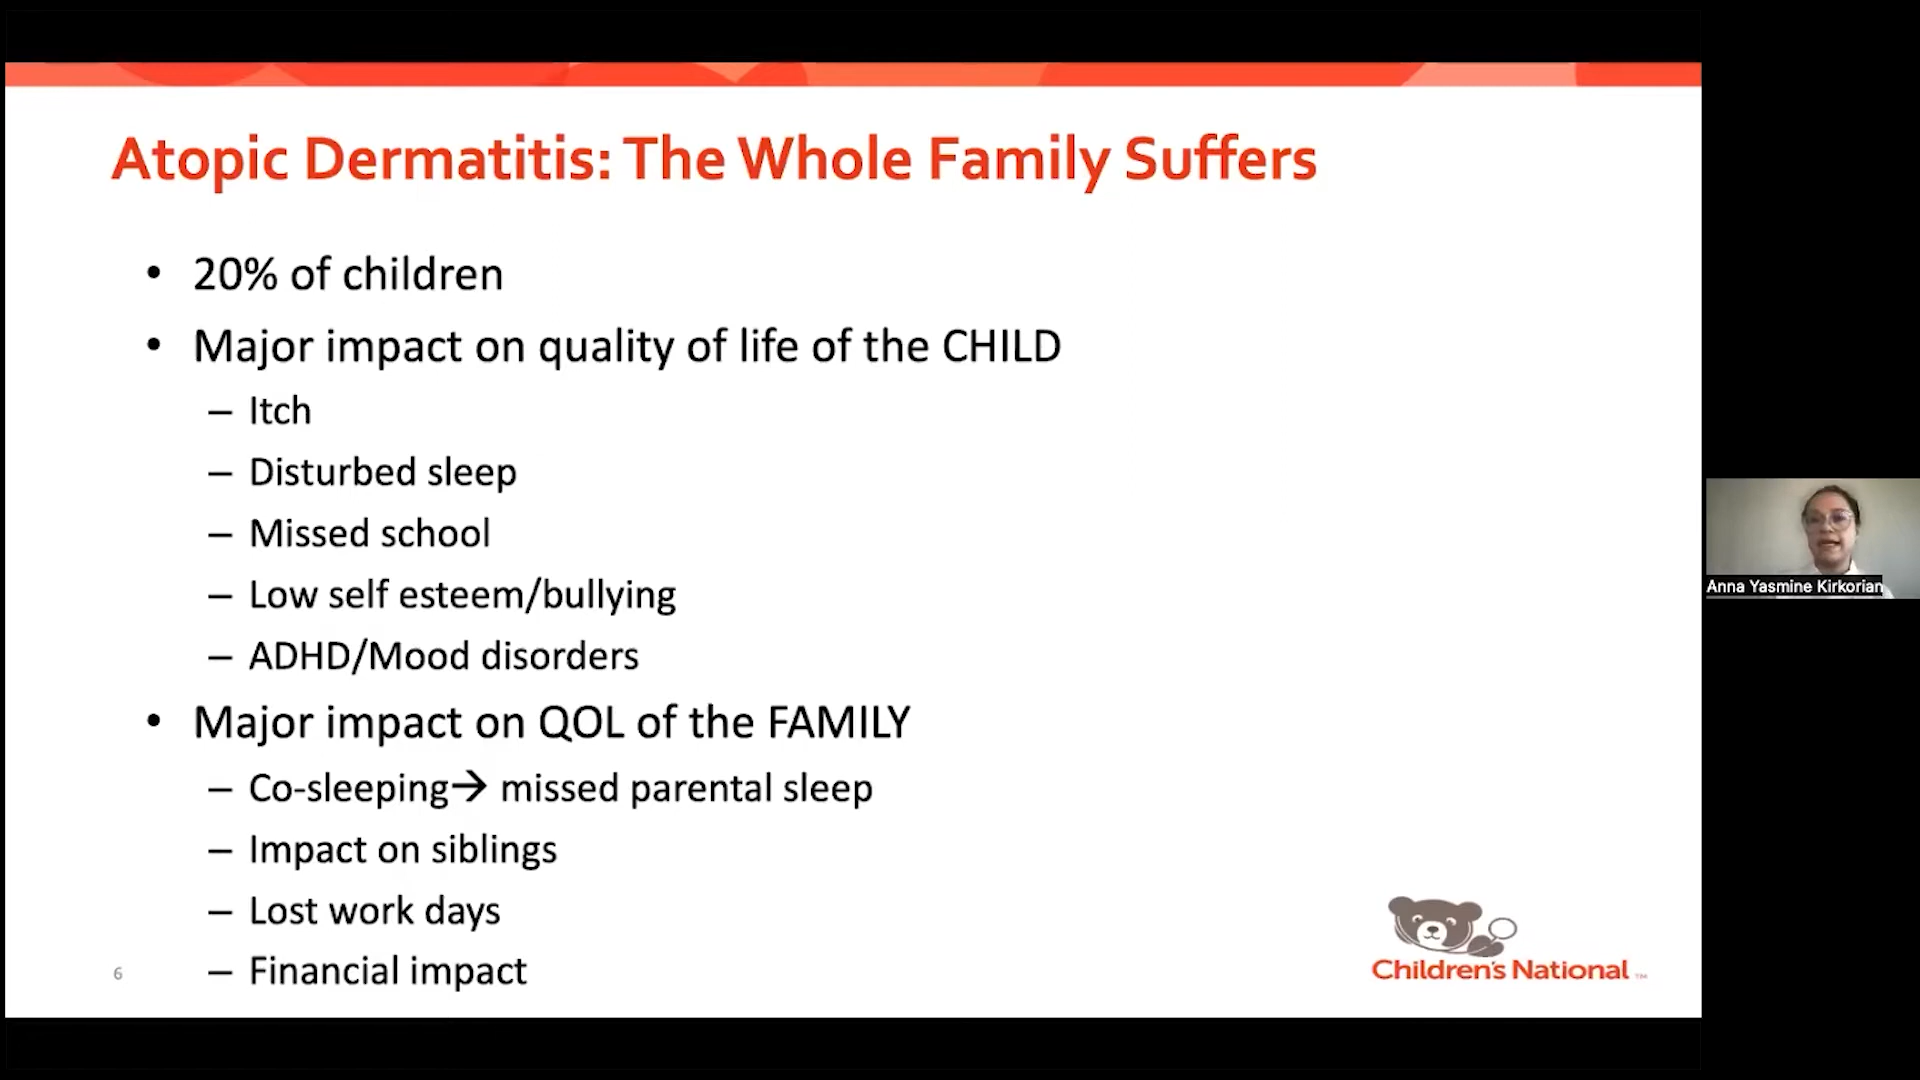 Atopic Dermatitis: The Whole Family Suffers
• 20% of children
• Major impact on quality of life of the CHILD
– Itch
– Disturbed sleep
– Missed school
– Low self esteem/bullying
– ADHD/Mood disorders
• Major impact on QOL of the FAMILY
– Co-sleeping→ missed parental sleep
– Impact on siblings
– Lost work days
– Financial impact
6
Children's National ™
Anna Yasmine Kirkorian